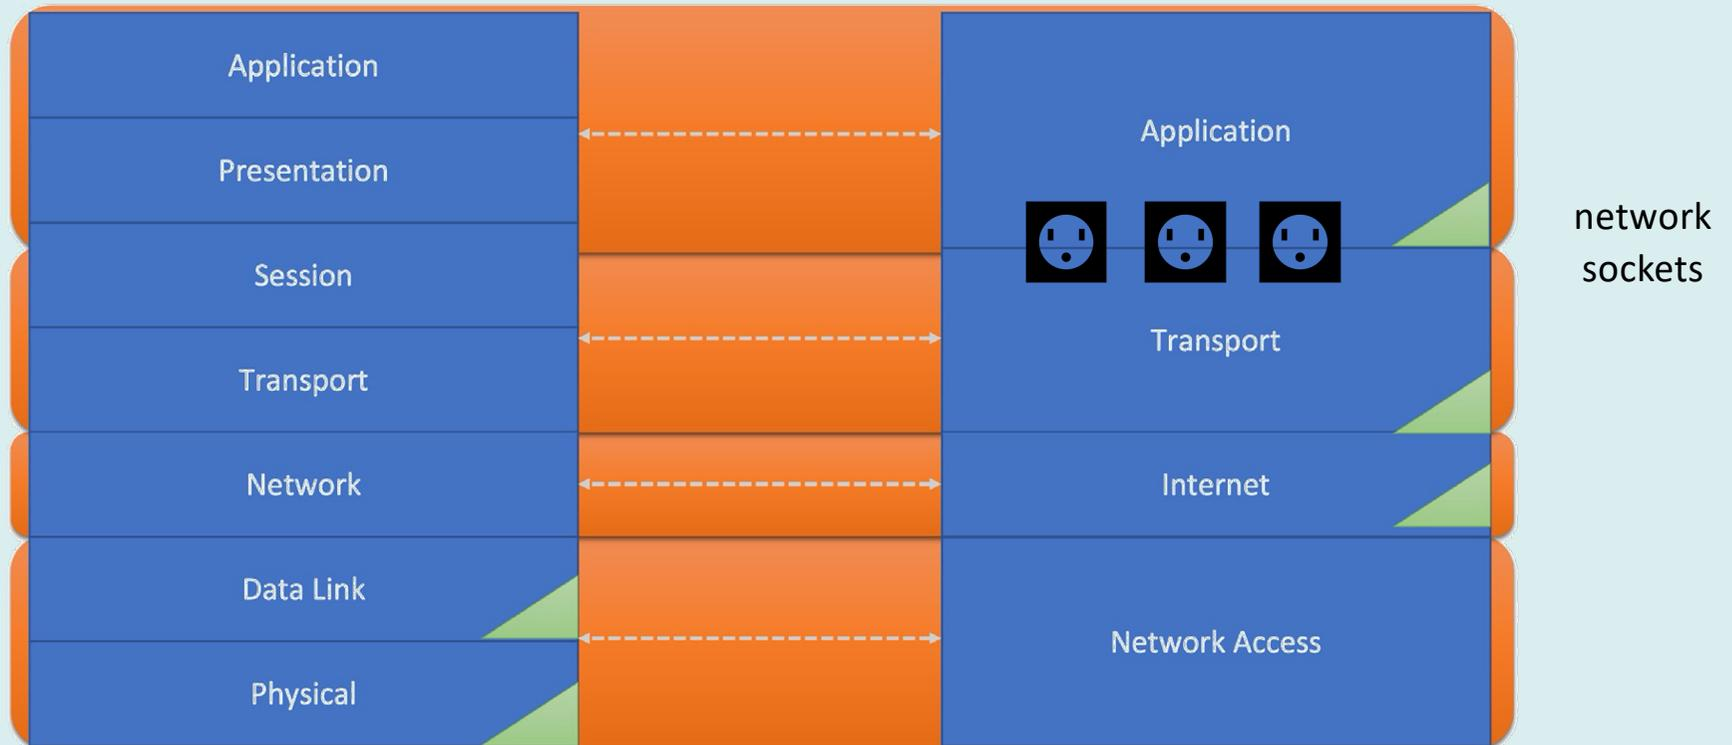 Application
Presentation
Session
Transport
Network
Data Link
Physical
Application
Transport
Internet
Network Access
network
sockets